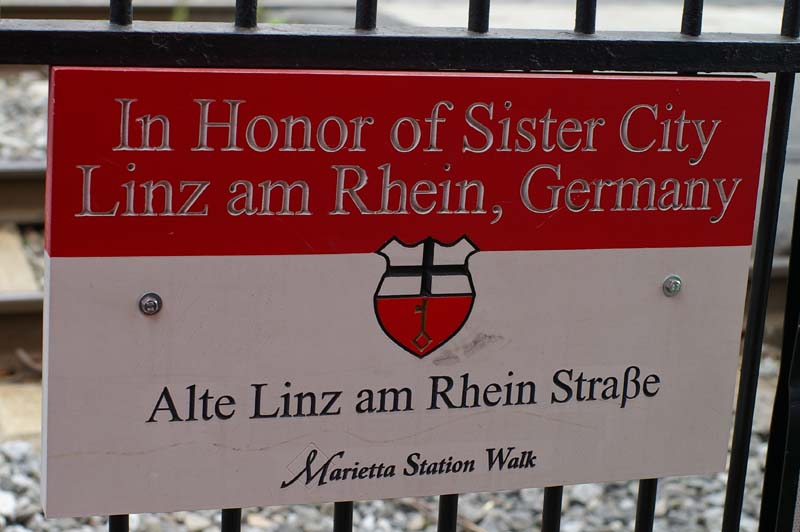 In Honor of Sister City
Linz am Rhein, Germany
Alte Linz am Rhein Straße
Marietta Station Walk